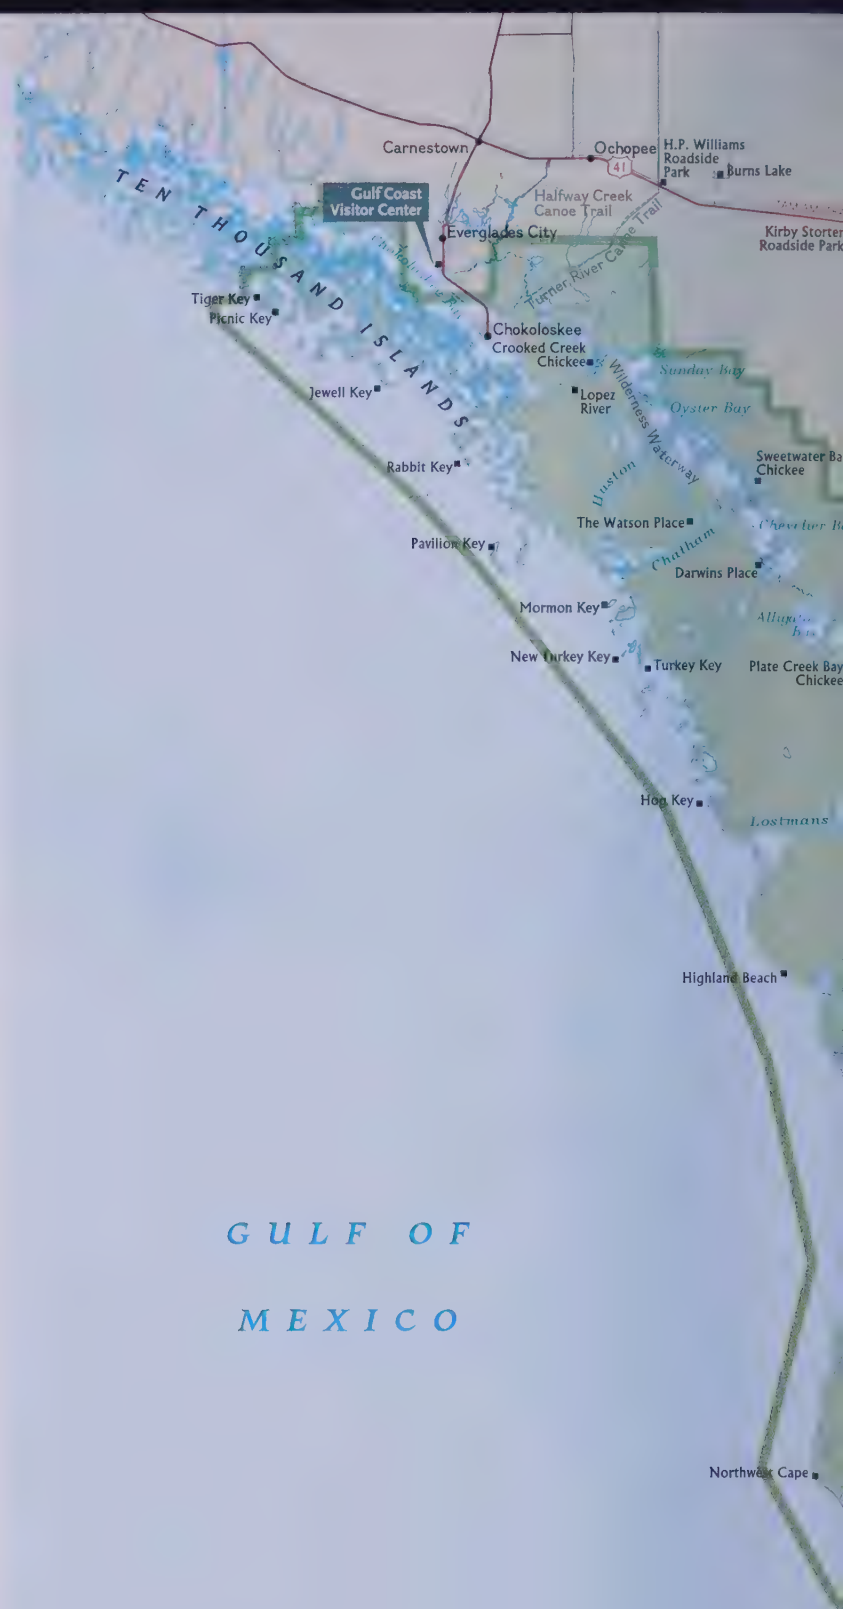 Carnestown
Ochopee
41
H.P. Williams
Roadside
Park
Burns Lake
TEN THOUSAND ISLANDS
Gulf Coast
Visitor Center
Halfway Creek
Canoe Trail
Turner River Canoe Trail
Kirby Storter
Roadside Park
Everglades City
Tiger Key
Picnic Key
Chokoloskee
Crooked Creek
Chickee
Sunday Bay
Wilderness Waterway
Jewell Key
Lopez
River
Oyster Bay
Rabbit Key
Huston
Sweetwater Ba
Chickee
The Watson Place
Pavilion Key
Chatham
Darwins Place
Mormon Key
New Turkey Key
Turkey Key
Plate Creek Bay
Chickee
Hog Key
Lostmans
Highland Beach
GULF OF
MEXICO
Northwest Cape